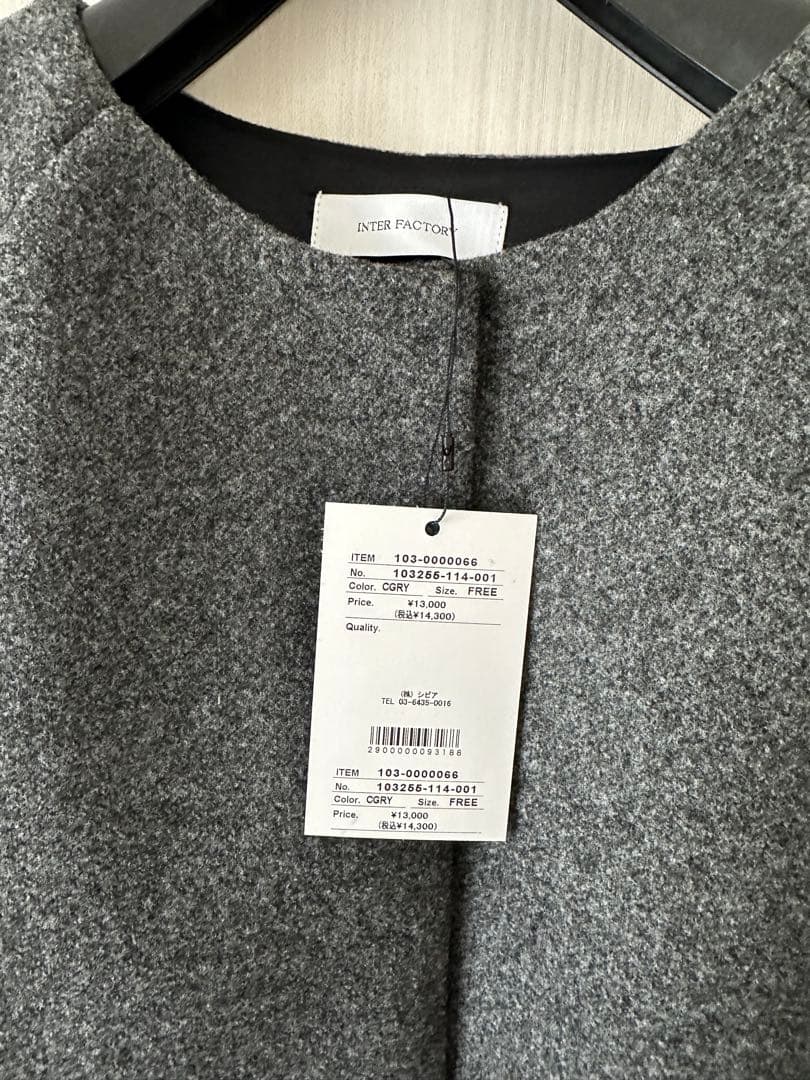 INTER FACTORY
ITEM 103-0000066
No. 103255-114-001
Color. CGRY Size. FREE
Price. ¥13,000
(税込¥14,300)
Quality.
(株) シピア
TEL 03-6435-0016
2900000093186
ITEM 103-0000066
No. 103255-114-001
Color. CGRY Size. FREE
Price. ¥13,000
(税込¥14,300)